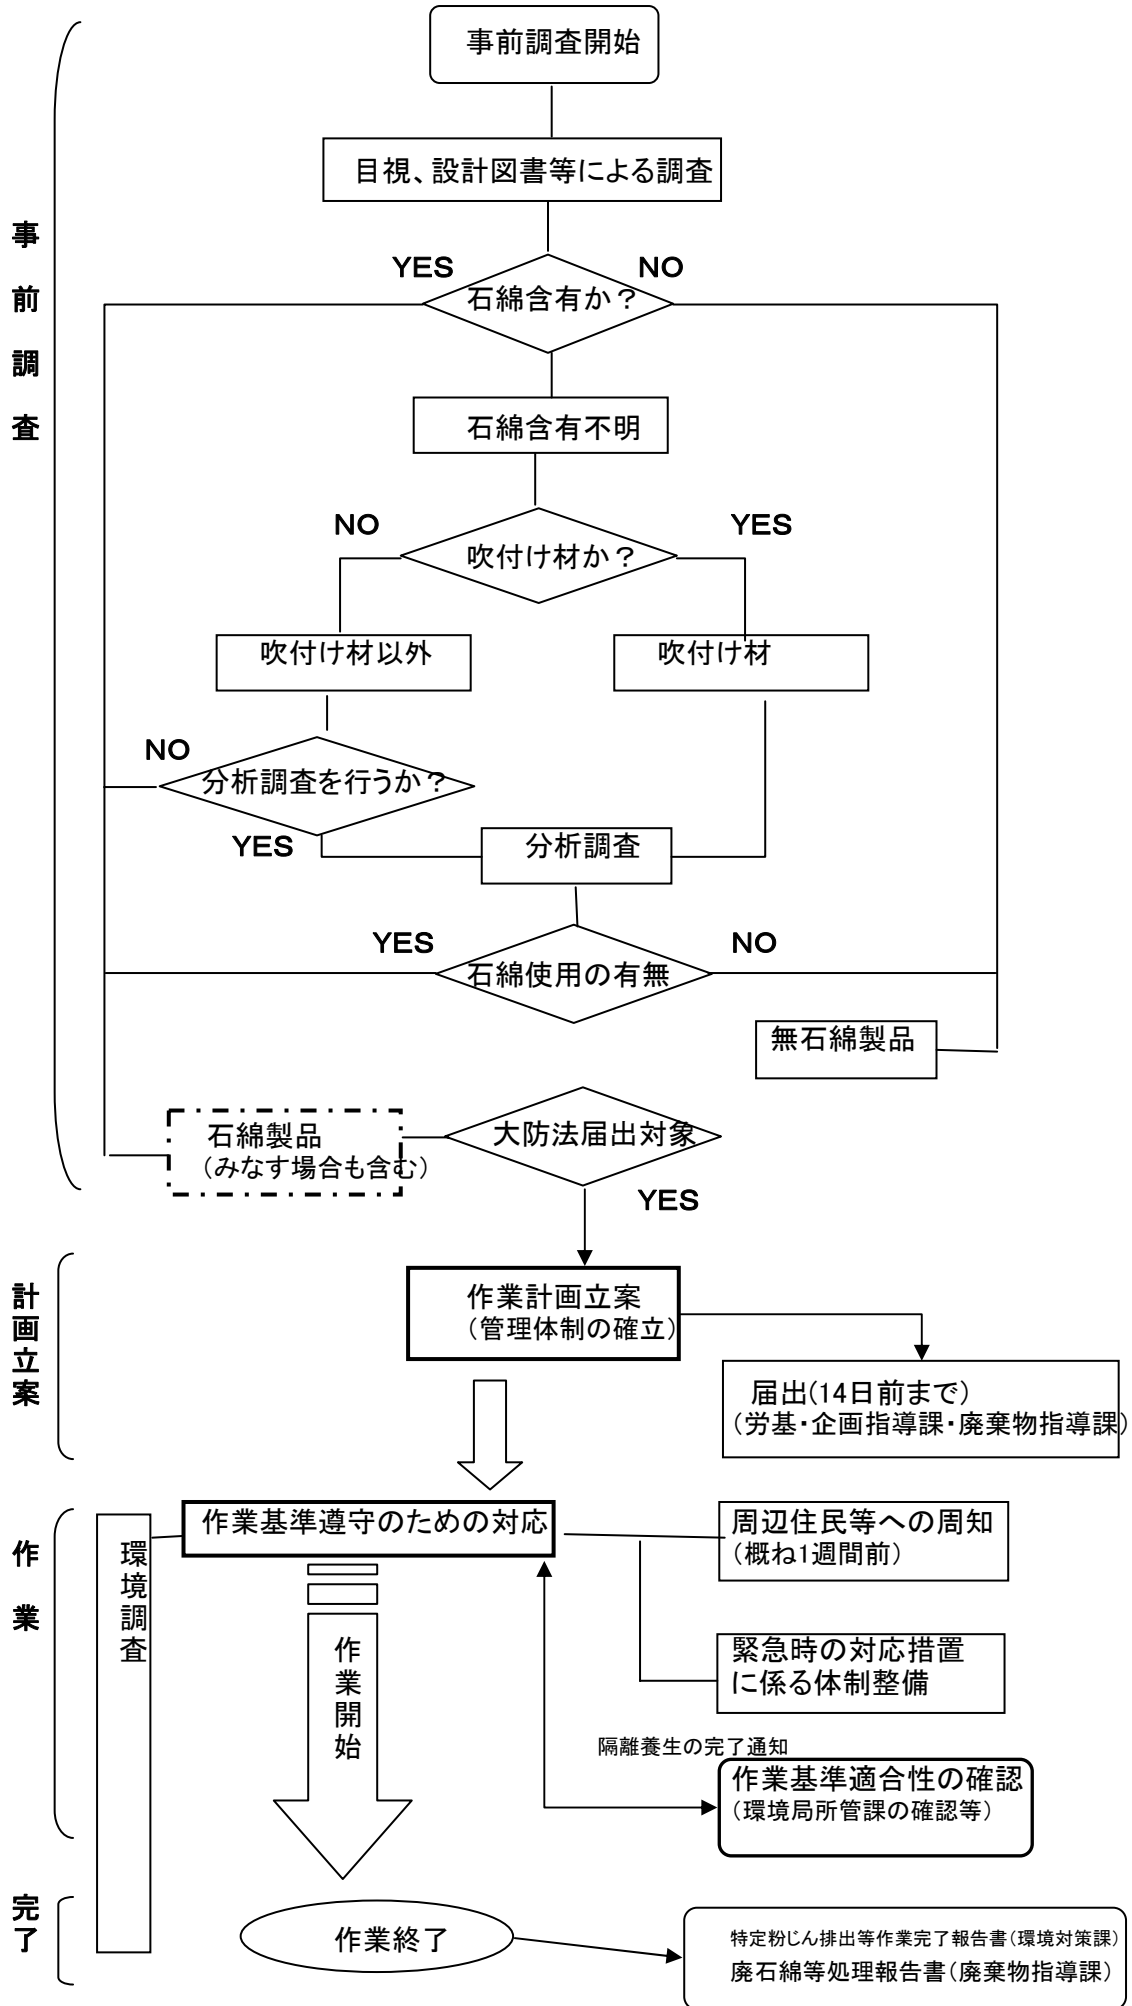 事前調査開始
目視、設計図書等による調査
事前調査
YES
NO
石綿含有か？
石綿含有不明
NO
YES
吹付け材か？
吹付け材以外
吹付け材
NO
分析調査を行うか？
YES
分析調査
YES
NO
石綿使用の有無
無石綿製品
石綿製品
（みなす場合も含む）
大防法届出対象
YES
計画立案
作業計画立案
（管理体制の確立）
届出(14日前まで）
（労基・企画指導課・廃棄物指導課）
作業
環境調査
作業基準遵守のための対応
周辺住民等への周知
（概ね1週間前）
作業開始
緊急時の対応措置
に係る体制整備
隔離養生の完了通知
作業基準適合性の確認
（環境局所管課の確認等）
完了
作業終了
特定粉じん排出等作業完了報告書（環境対策課）
廃石綿等処理報告書（廃棄物指導課）